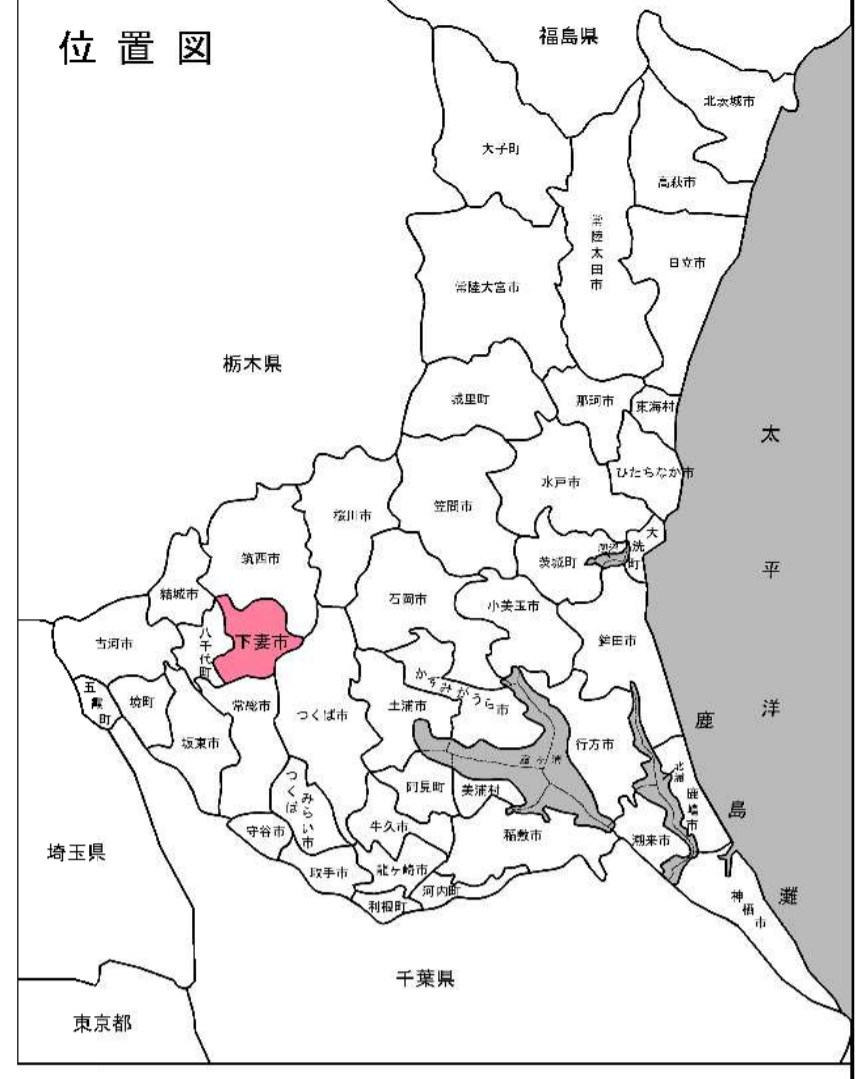 位置図
福島県
北茨城市
大子町
高萩市
常陸太田市
日立市
常陸大宮市
栃木県
城里町
那珂市
東海村
太平洋
ひたちなか市
水戸市
笠間市
桜川市
大洗町
茨城町
涸沼
筑西市
結城市
石岡市
小美玉市
鉾田市
下妻市
八千代町
古河市
かすみがうら市
五霞町
境町
常総市
つくば市
土浦市
行方市
鹿島灘
坂東市
霞ヶ浦
北浦
鹿嶋市
阿見町
美浦村
つくばみらい市
守谷市
牛久市
稲敷市
潮来市
埼玉県
取手市
龍ヶ崎市
河内町
利根町
神栖市
千葉県
東京都